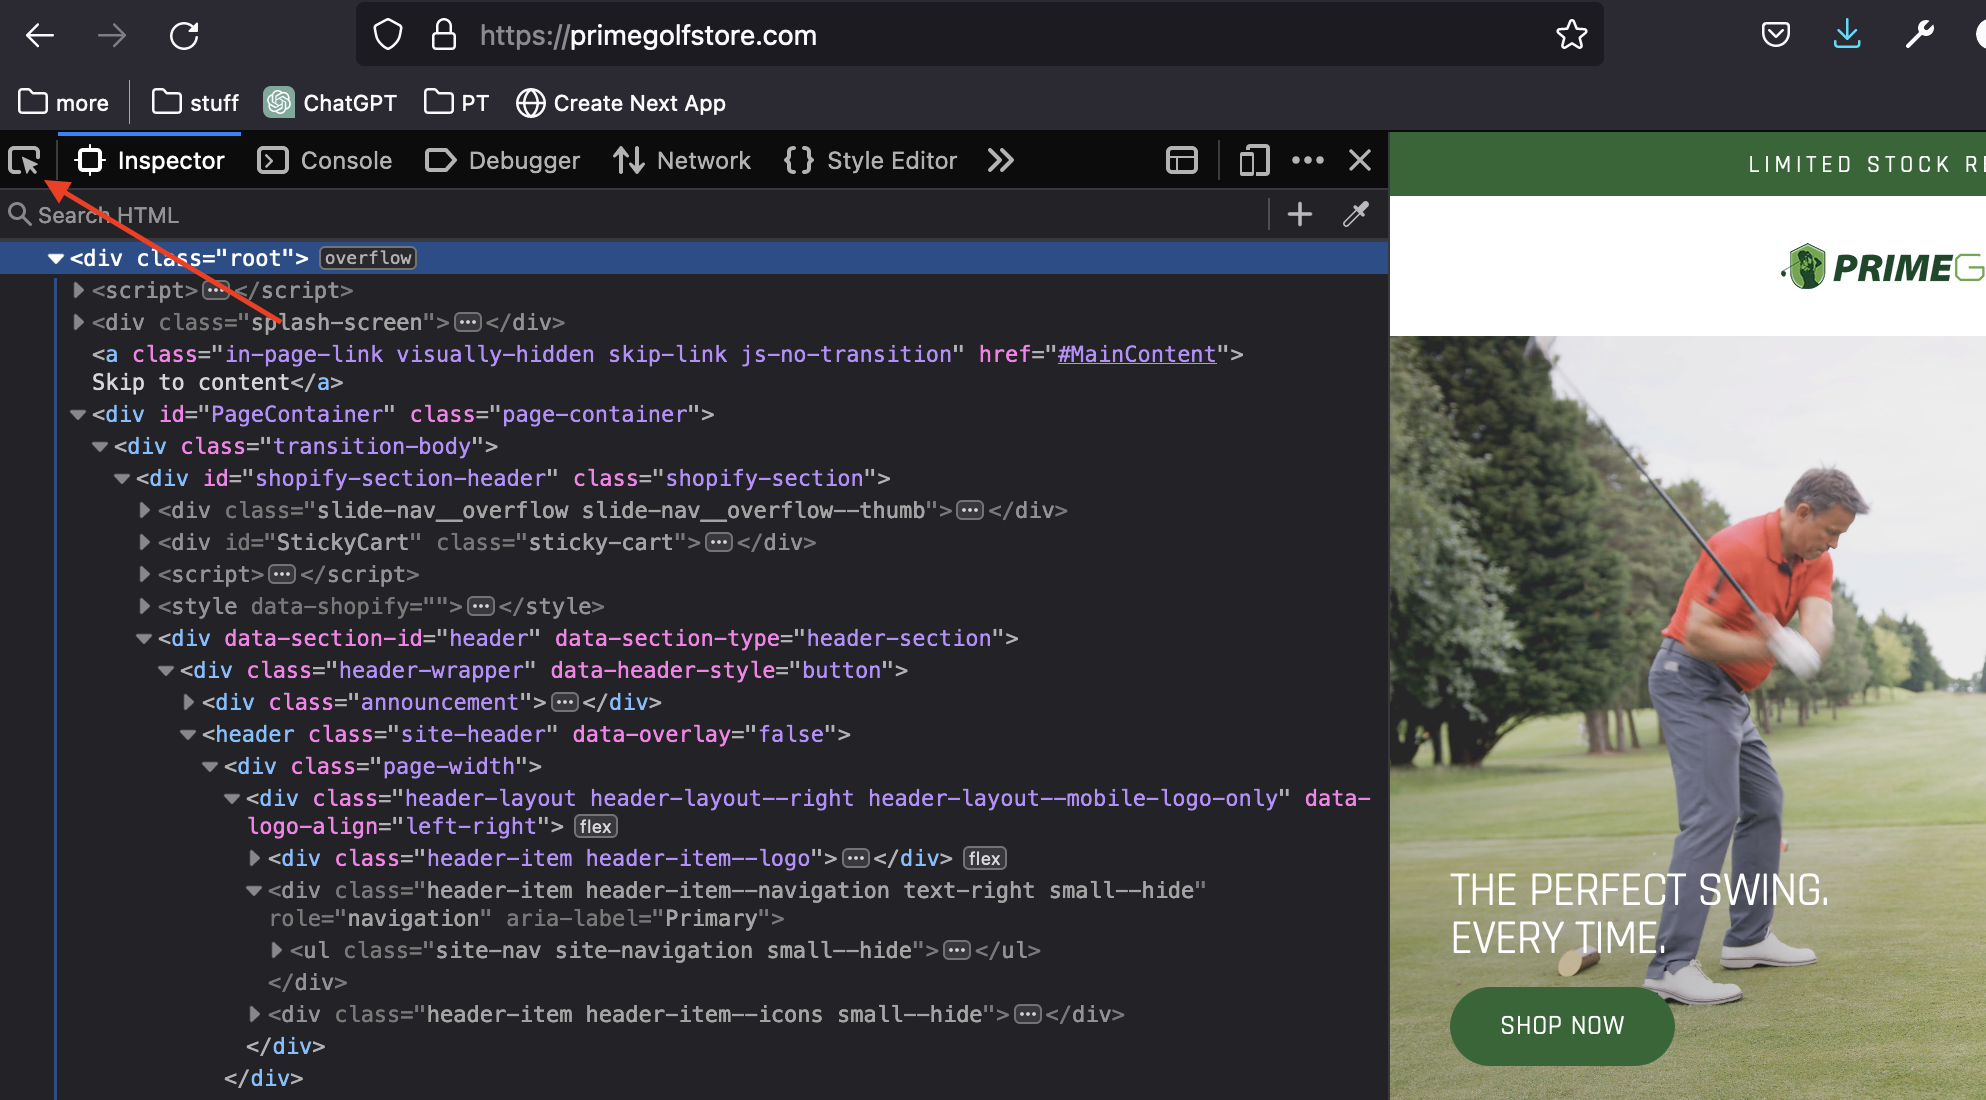 https://primegolfstore.com
more stuff ChatGPT PT Create Next App
Inspector Console Debugger Network Style Editor
Search HTML
<div class="root"> overflow
<script> ••• </script>
<div class="splash-screen"> ••• </div>
<a class="in-page-link visually-hidden skip-link js-no-transition" href="#MainContent">
Skip to content</a>
<div id="PageContainer" class="page-container">
<div class="transition-body">
<div id="shopify-section-header" class="shopify-section">
<div class="slide-nav__overflow slide-nav__overflow--thumb"> ••• </div>
<div id="StickyCart" class="sticky-cart"> ••• </div>
<script> ••• </script>
<style data-shopify=""> ••• </style>
<div data-section-id="header" data-section-type="header-section">
<div class="header-wrapper" data-header-style="button">
<div class="announcement"> ••• </div>
<header class="site-header" data-overlay="false">
<div class="page-width">
<div class="header-layout header-layout--right header-layout--mobile-logo-only" data-
logo-align="left-right"> flex
<div class="header-item header-item--logo"> ••• </div> flex
<div class="header-item header-item--navigation text-right small--hide"
role="navigation" aria-label="Primary">
<ul class="site-nav site-navigation small--hide"> ••• </ul>
</div>
<div class="header-item header-item--icons small--hide"> ••• </div>
</div>
</div>
LIMITED STOCK RE
PRIMEG
THE PERFECT SWING.
EVERY TIME.
SHOP NOW